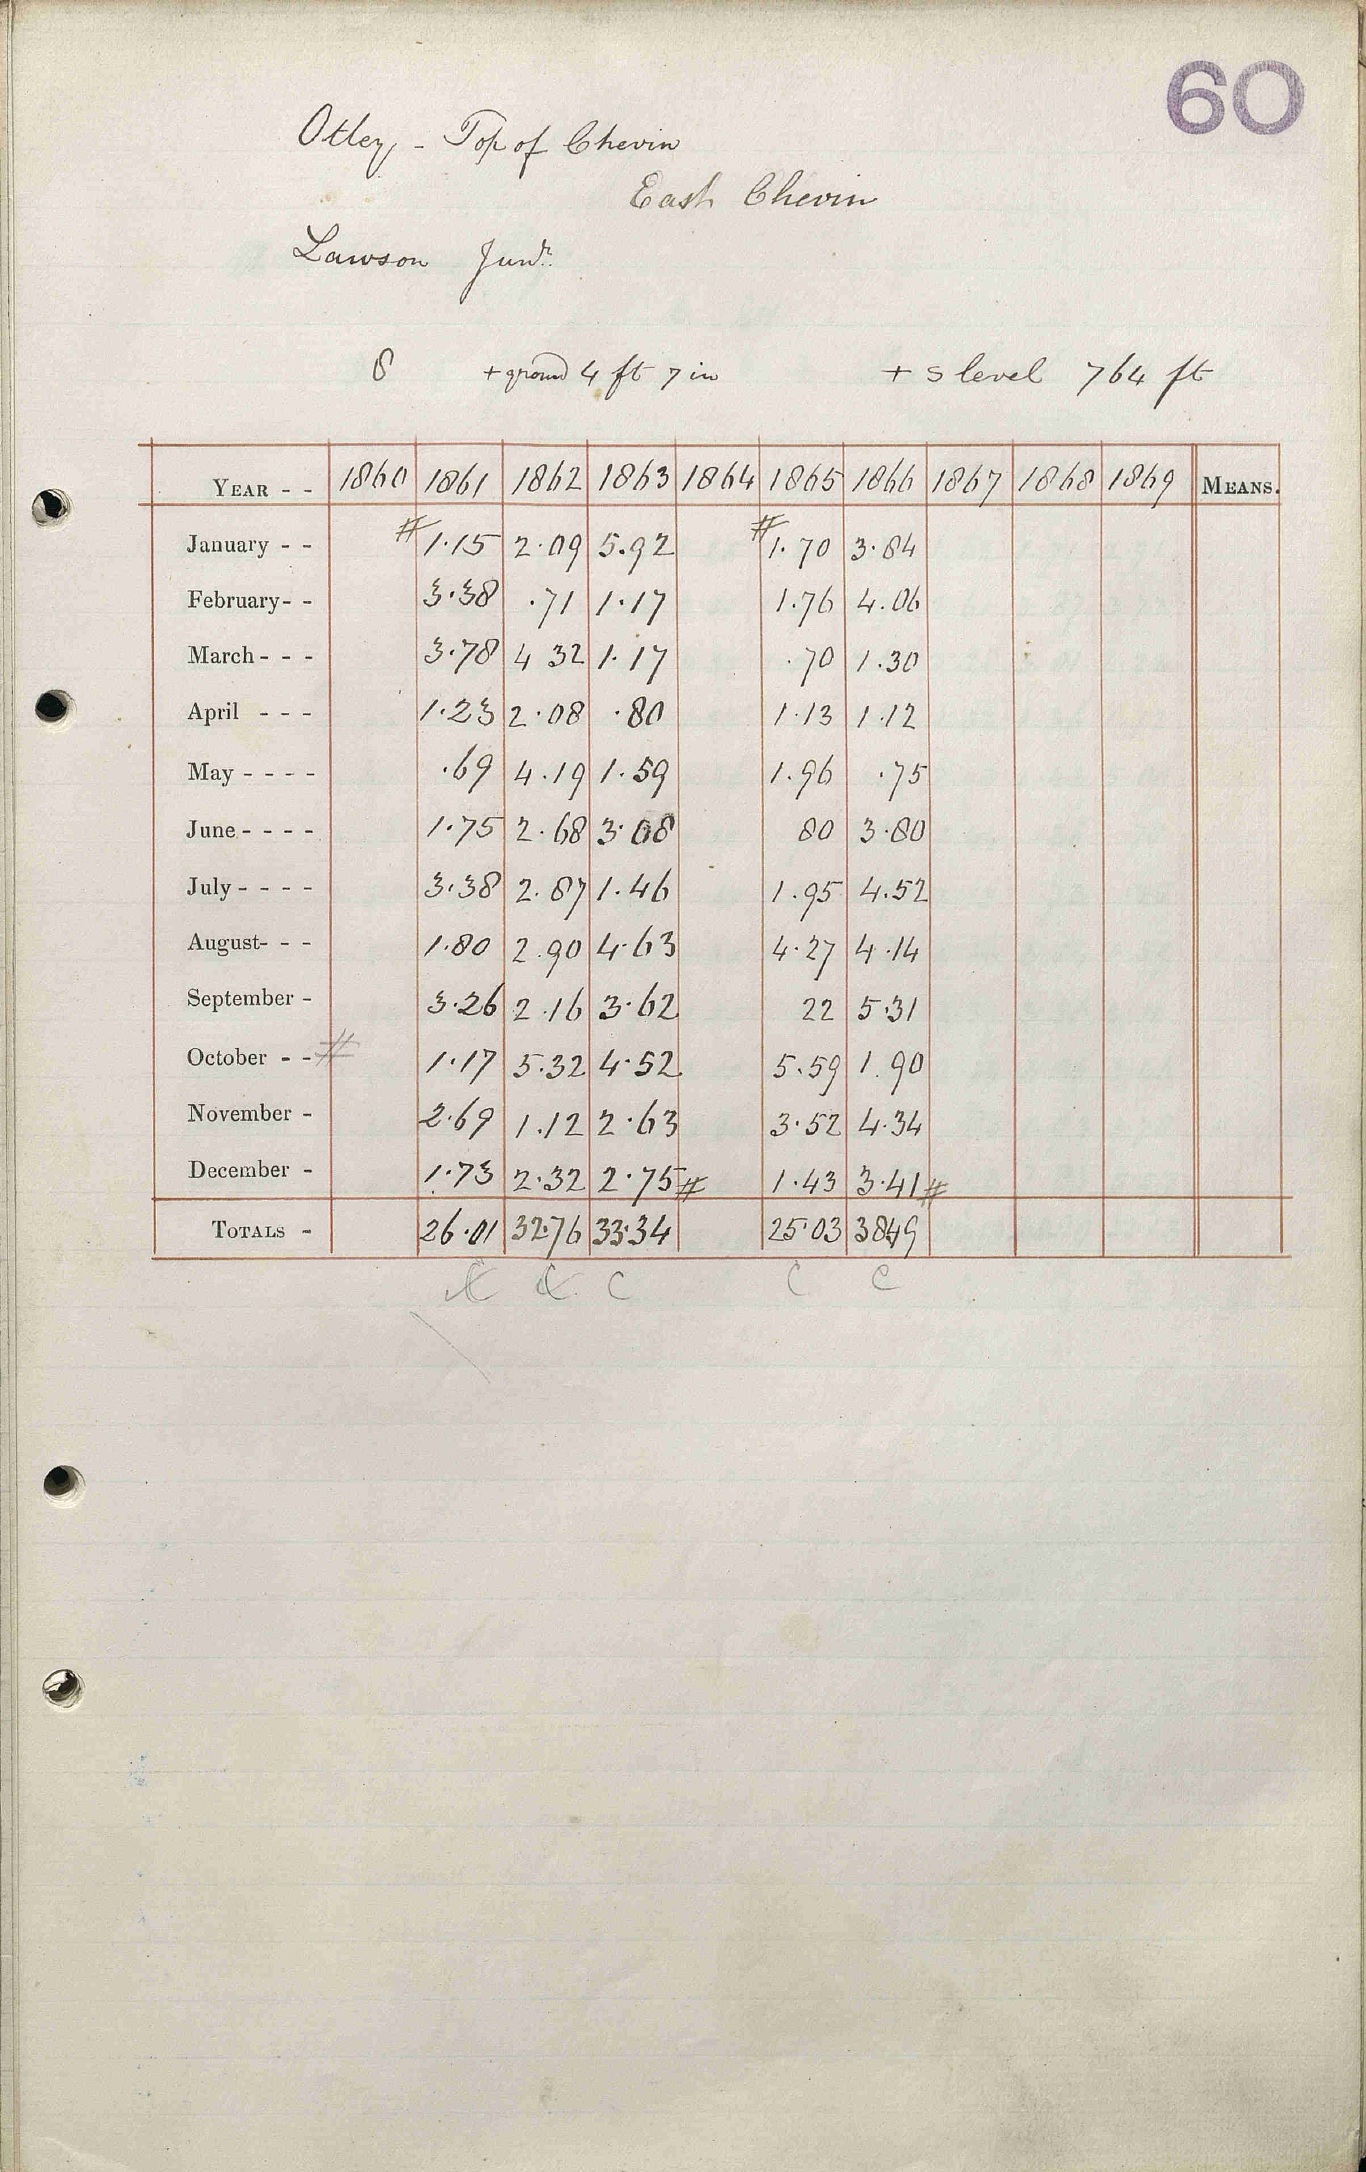 60
Otley - Top of Chevin
East Chevin
Lawson Junr.
8 + ground 4 ft 7 in + s level 764 ft
YEAR - - 1860 1861 1862 1863 1864 1865 1866 1867 1868 1869 MEANS.
January - - # 1.15 2.09 5.92 # 1.70 3.84
February - - 3.38 .71 1.17 1.76 4.06
March - - - 3.78 4 32 1.17 .70 1.30
April - - - 1.23 2.08 .80 1.13 1.12
May - - - - .69 4.19 1.59 1.96 .75
June - - - - 1.75 2.68 3.08 80 3.80
July - - - - 3.38 2.87 1.46 1.95 4.52
August - - - 1.80 2.90 4.63 4.27 4.14
September - 3.26 2.16 3.62 22 5.31
October - - # 1.17 5.32 4.52 5.59 1.90
November - 2.69 1.12 2.63 3.52 4.34
December - 1.73 2.32 2.75 # 1.43 3.41 #
TOTALS - 26.01 32.76 33.34 25.03 38.49
C C C C C